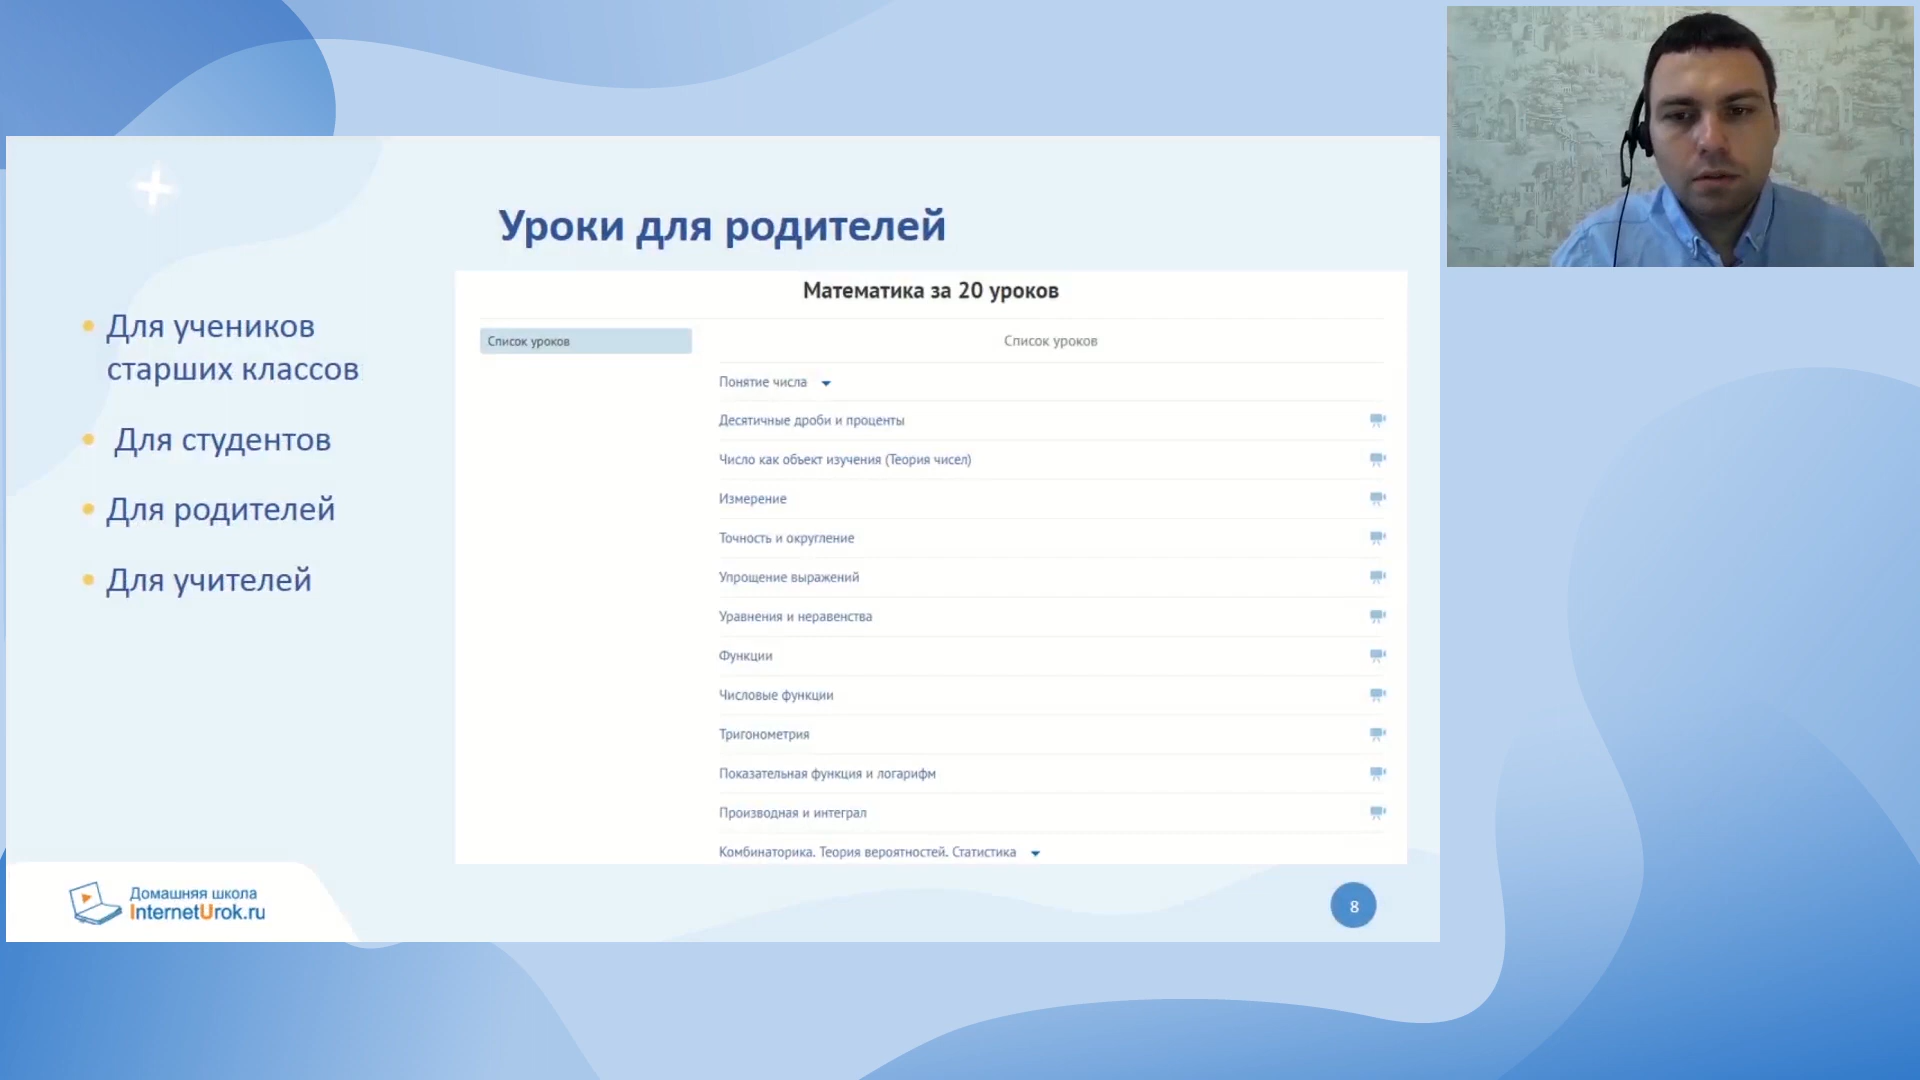 Уроки для родителей
Для учеников
старших классов
Для студентов
Для родителей
Для учителей
Математика за 20 уроков
Список уроков
Список уроков
Понятие числа
Десятичные дроби и проценты
Число как объект изучения (Теория чисел)
Измерение
Точность и округление
Упрощение выражений
Уравнения и неравенства
Функции
Числовые функции
Тригонометрия
Показательная функция и логарифм
Производная и интеграл
Комбинаторика. Теория вероятностей. Статистика
Домашняя школа
InternetUrok.ru
8